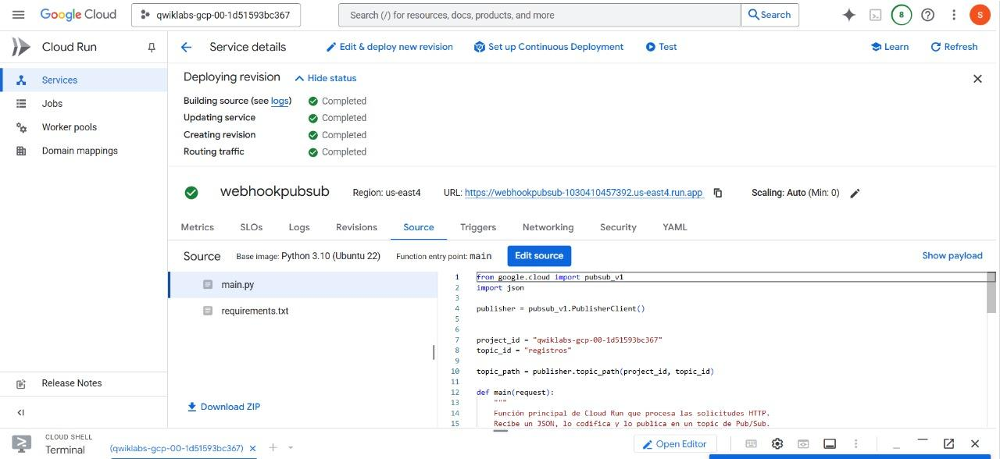 Google Cloud
qwiklabs-gcp-00-1d51593bc367
Search (/) for resources, docs, products, and more
Search
8
S
Cloud Run
Service details
Edit & deploy new revision
Set up Continuous Deployment
Test
Learn
Refresh
Services
Jobs
Worker pools
Domain mappings
Deploying revision
Hide status
Building source (see logs) Completed
Updating service Completed
Creating revision Completed
Routing traffic Completed
webhookpubsub
Region: us-east4
URL: https://webhookpubsub-1030410457392.us-east4.run.app
Scaling: Auto (Min: 0)
Metrics SLOs Logs Revisions Source Triggers Networking Security YAML
Source Base image: Python 3.10 (Ubuntu 22) Function entry point: main Edit source Show payload
main.py
requirements.txt
Download ZIP
1 from google.cloud import pubsub_v1
2 import json
3
4 publisher = pubsub_v1.PublisherClient()
5
6
7 project_id = "qwiklabs-gcp-00-1d51593bc367"
8 topic_id = "registros"
9
10 topic_path = publisher.topic_path(project_id, topic_id)
11
12 def main(request):
13 """
14 Función principal de Cloud Run que procesa las solicitudes HTTP.
15 Recibe un JSON, lo codifica y lo publica en un topic de Pub/Sub.
Release Notes
CLOUD SHELL
Terminal
(qwiklabs-gcp-00-1d51593bc367)
Open Editor